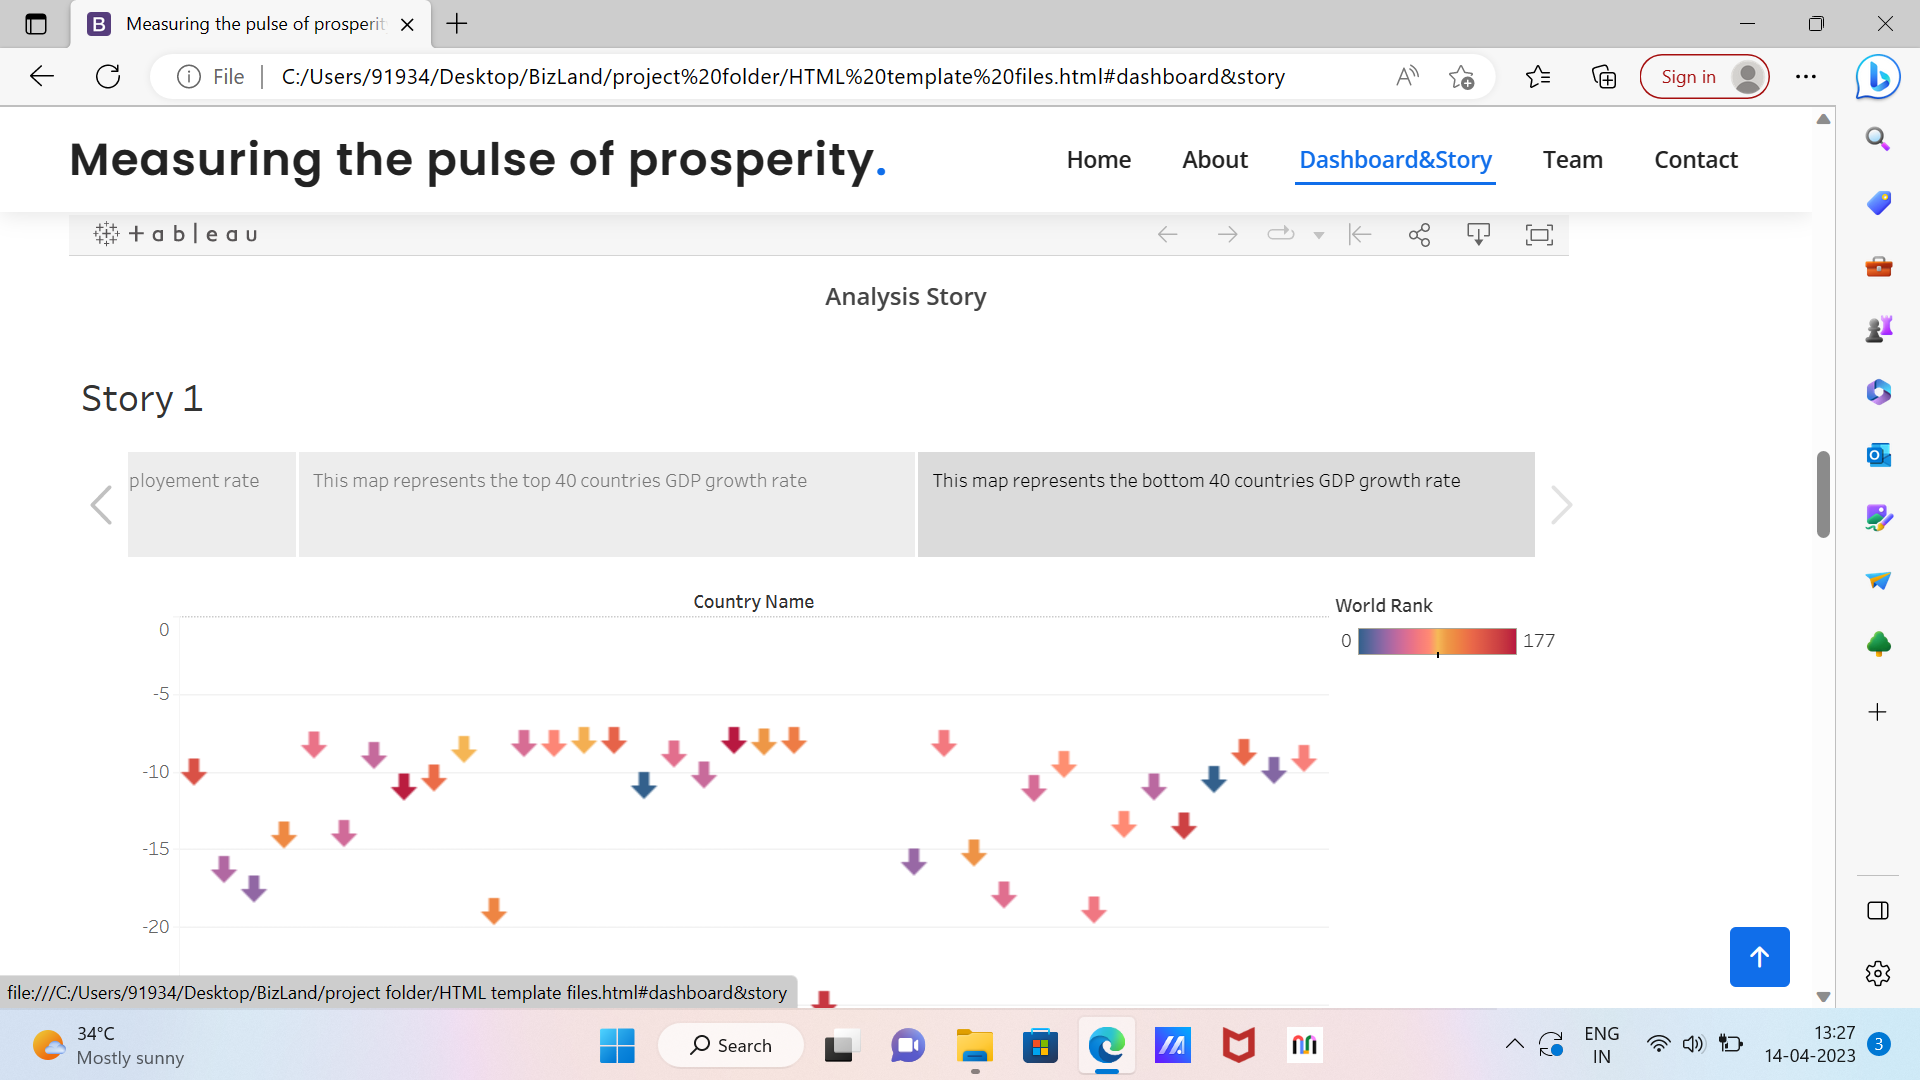 Measuring the pulse of prosperit
File
C:/Users/91934/Desktop/BizLand/project%20folder/HTML%20template%20files.html#dashboard&story
Sign in
Measuring the pulse of prosperity.
Home
About
Dashboard&Story
Team
Contact
+ a b | e a u
Analysis Story
Story 1
ployement rate
This map represents the top 40 countries GDP growth rate
This map represents the bottom 40 countries GDP growth rate
Country Name
World Rank
0
177
0
-5
-10
-15
-20
file:///C:/Users/91934/Desktop/BizLand/project folder/HTML template files.html#dashboard&story
34°C
Mostly sunny
Search
ENG
IN
13:27
14-04-2023
3